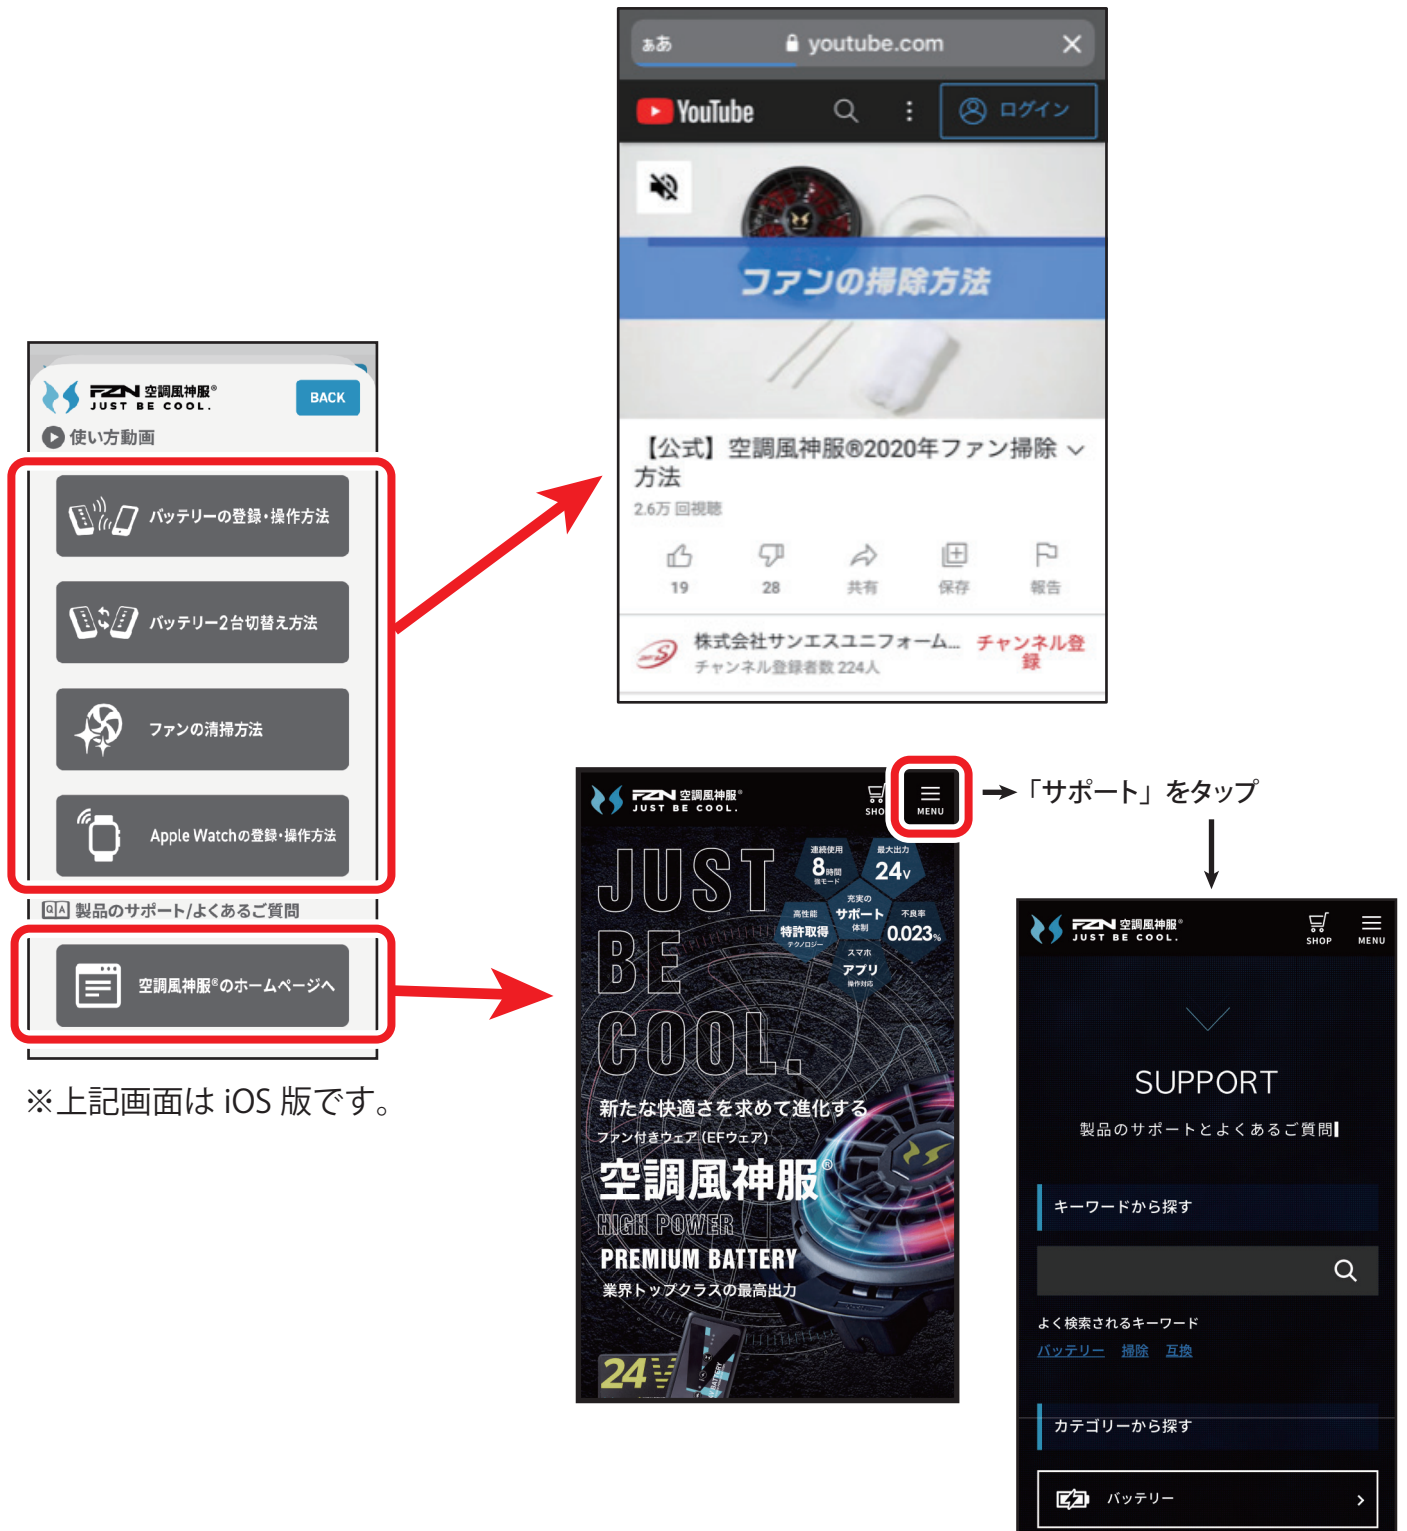 ぁあ
youtube.com
YouTube
ログイン
ファンの掃除方法
【公式】空調風神服®2020年ファン掃除
方法
2.6万 回視聴
19
28
共有
保存
報告
株式会社サンエスユニフォーム...
チャンネル登録者数 224人
チャンネル登
録
FZN 空調風神服®
JUST BE COOL.
BACK
使い方動画
バッテリーの登録・操作方法
バッテリー2台切替え方法
ファンの清掃方法
Apple Watchの登録・操作方法
QA 製品のサポート/よくあるご質問
空調風神服®のホームページへ
※上記画面は iOS 版です。
FZN 空調風神服®
JUST BE COOL.
SHO
MENU
→「サポート」をタップ
JUST
BE
COOL.
連続使用
8時間
強モード
最大出力
24V
充実の
サポート
体制
高性能
特許取得
テクノロジー
不良率
0.023%
スマホ
アプリ
操作対応
新たな快適さを求めて進化する
ファン付きウェア(EFウェア)
空調風神服®
HIGH POWER
PREMIUM BATTERY
業界トップクラスの最高出力
24V
FZN 空調風神服®
JUST BE COOL.
SHOP
MENU
SUPPORT
製品のサポートとよくあるご質問
キーワードから探す
よく検索されるキーワード
バッテリー 掃除 互換
カテゴリーから探す
バッテリー